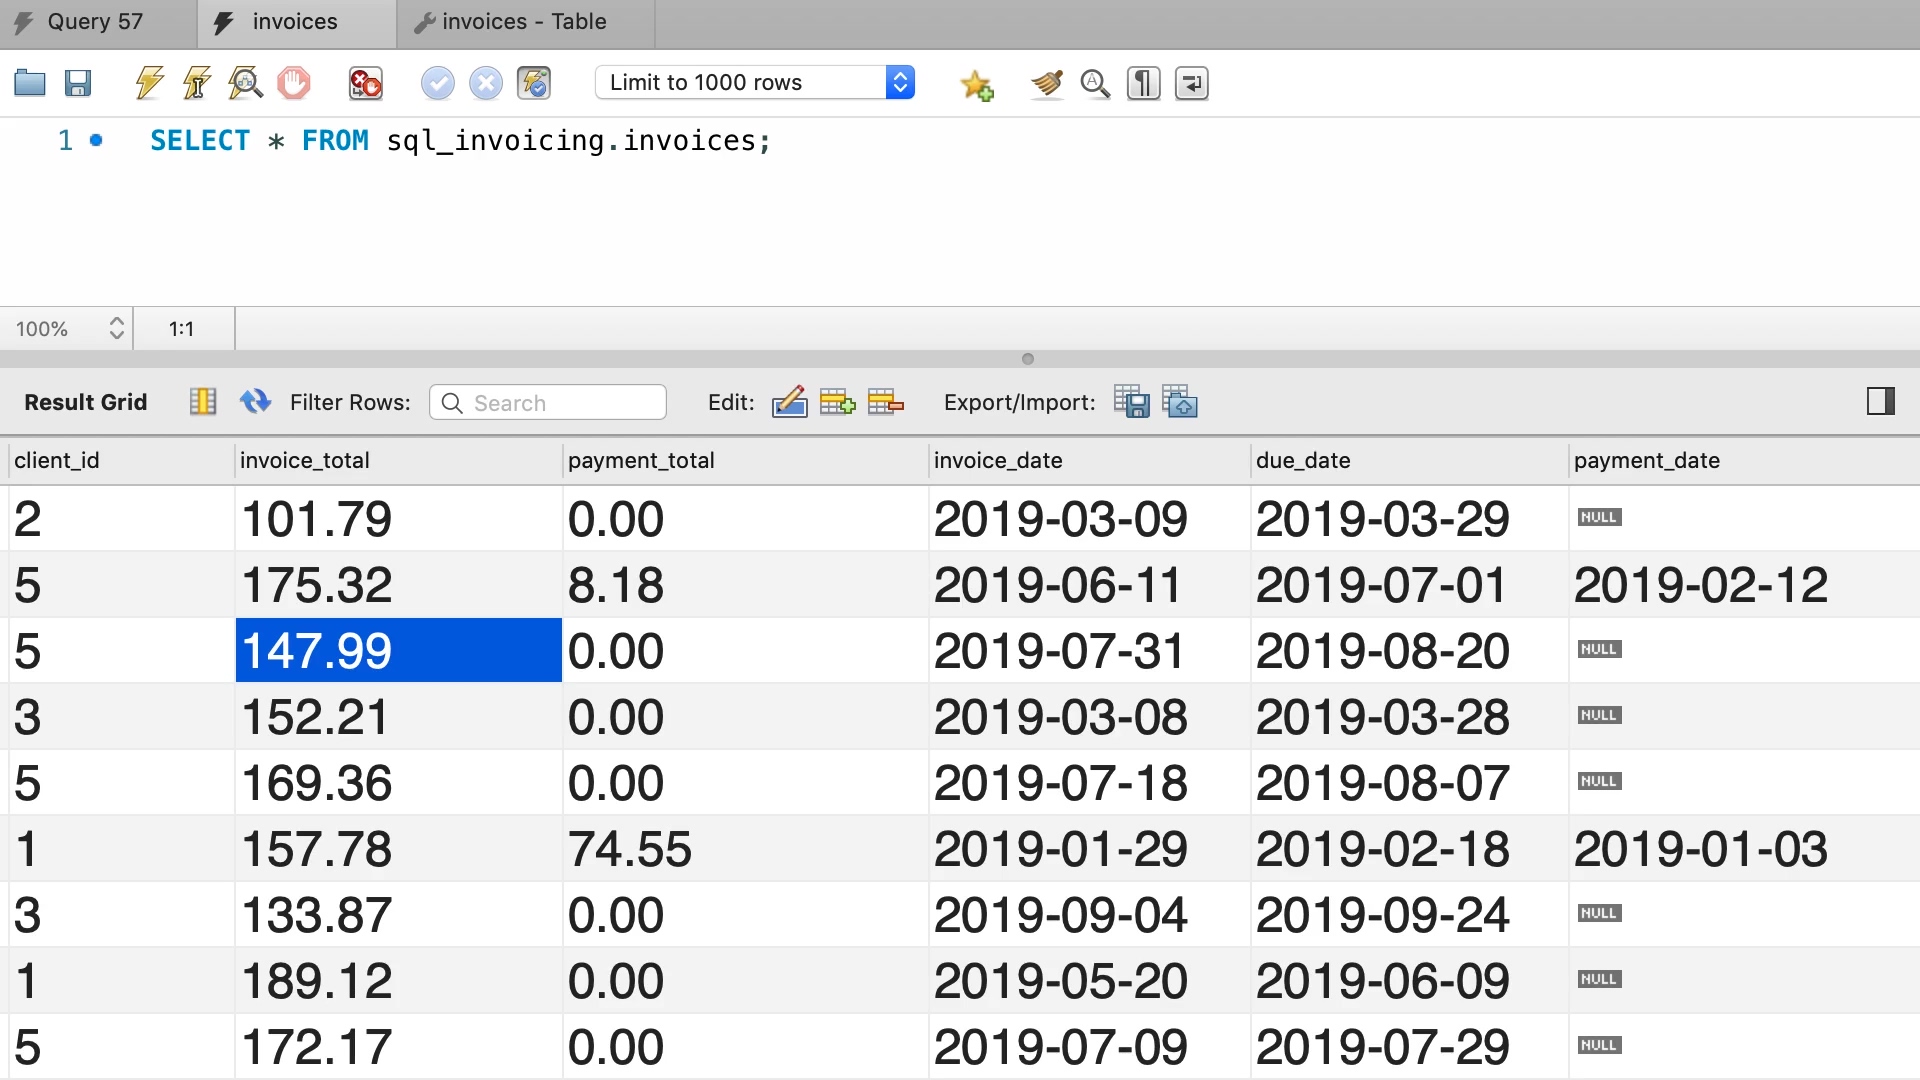 Query 57 invoices invoices - Table
Limit to 1000 rows
1 SELECT * FROM sql_invoicing.invoices;
100% 1:1
Result Grid Filter Rows: Search Edit: Export/Import:
client_id invoice_total payment_total invoice_date due_date payment_date
2 101.79 0.00 2019-03-09 2019-03-29 NULL
5 175.32 8.18 2019-06-11 2019-07-01 2019-02-12
5 147.99 0.00 2019-07-31 2019-08-20 NULL
3 152.21 0.00 2019-03-08 2019-03-28 NULL
5 169.36 0.00 2019-07-18 2019-08-07 NULL
1 157.78 74.55 2019-01-29 2019-02-18 2019-01-03
3 133.87 0.00 2019-09-04 2019-09-24 NULL
1 189.12 0.00 2019-05-20 2019-06-09 NULL
5 172.17 0.00 2019-07-09 2019-07-29 NULL